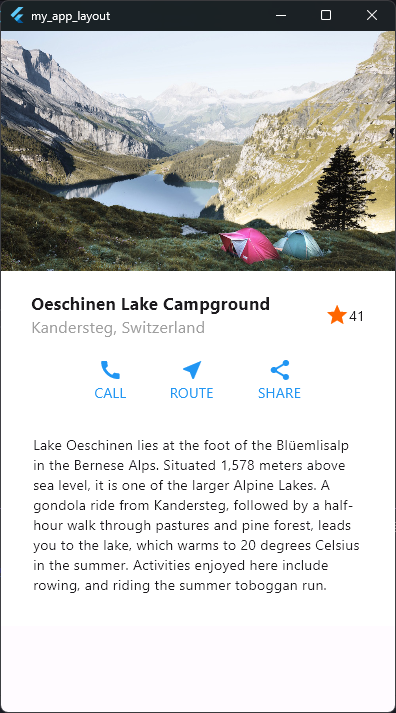 my_app_layout
Oeschinen Lake Campground
Kandersteg, Switzerland
41
CALL ROUTE SHARE
Lake Oeschinen lies at the foot of the Blüemlisalp
in the Bernese Alps. Situated 1,578 meters above
sea level, it is one of the larger Alpine Lakes. A
gondola ride from Kandersteg, followed by a half-
hour walk through pastures and pine forest, leads
you to the lake, which warms to 20 degrees Celsius
in the summer. Activities enjoyed here include
rowing, and riding the summer toboggan run.